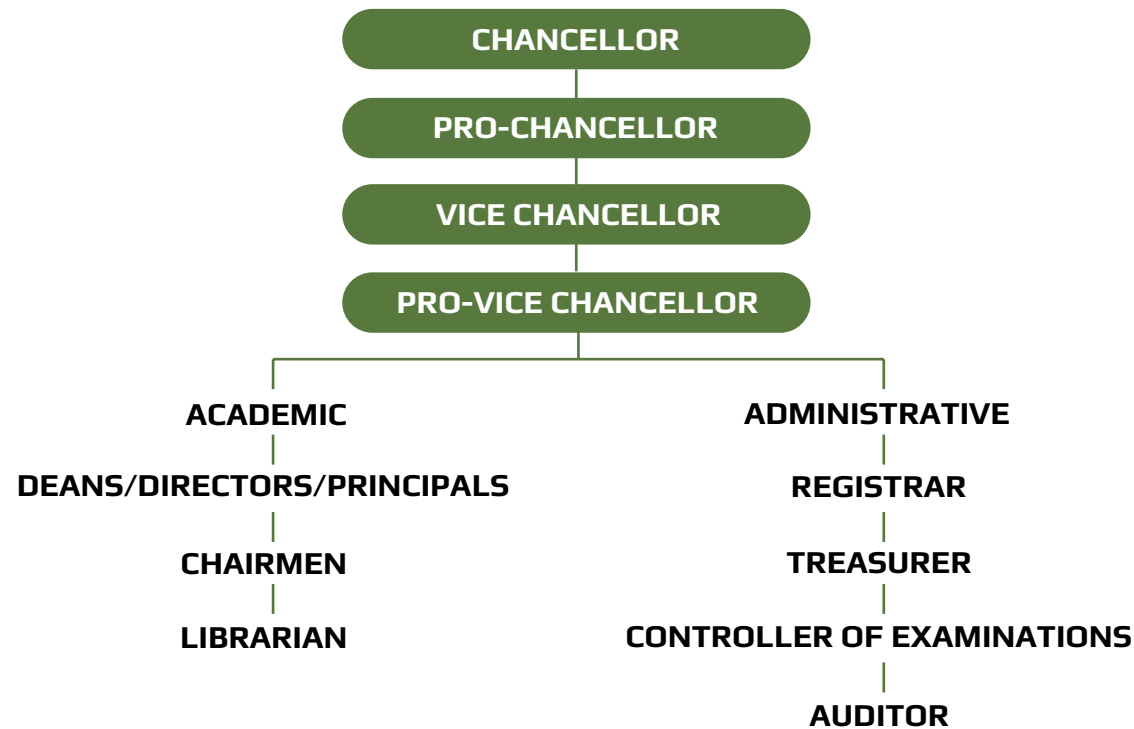 CHANCELLOR
PRO-CHANCELLOR
VICE CHANCELLOR
PRO-VICE CHANCELLOR
ACADEMIC
DEANS/DIRECTORS/PRINCIPALS
CHAIRMEN
LIBRARIAN
ADMINISTRATIVE
REGISTRAR
TREASURER
CONTROLLER OF EXAMINATIONS
AUDITOR